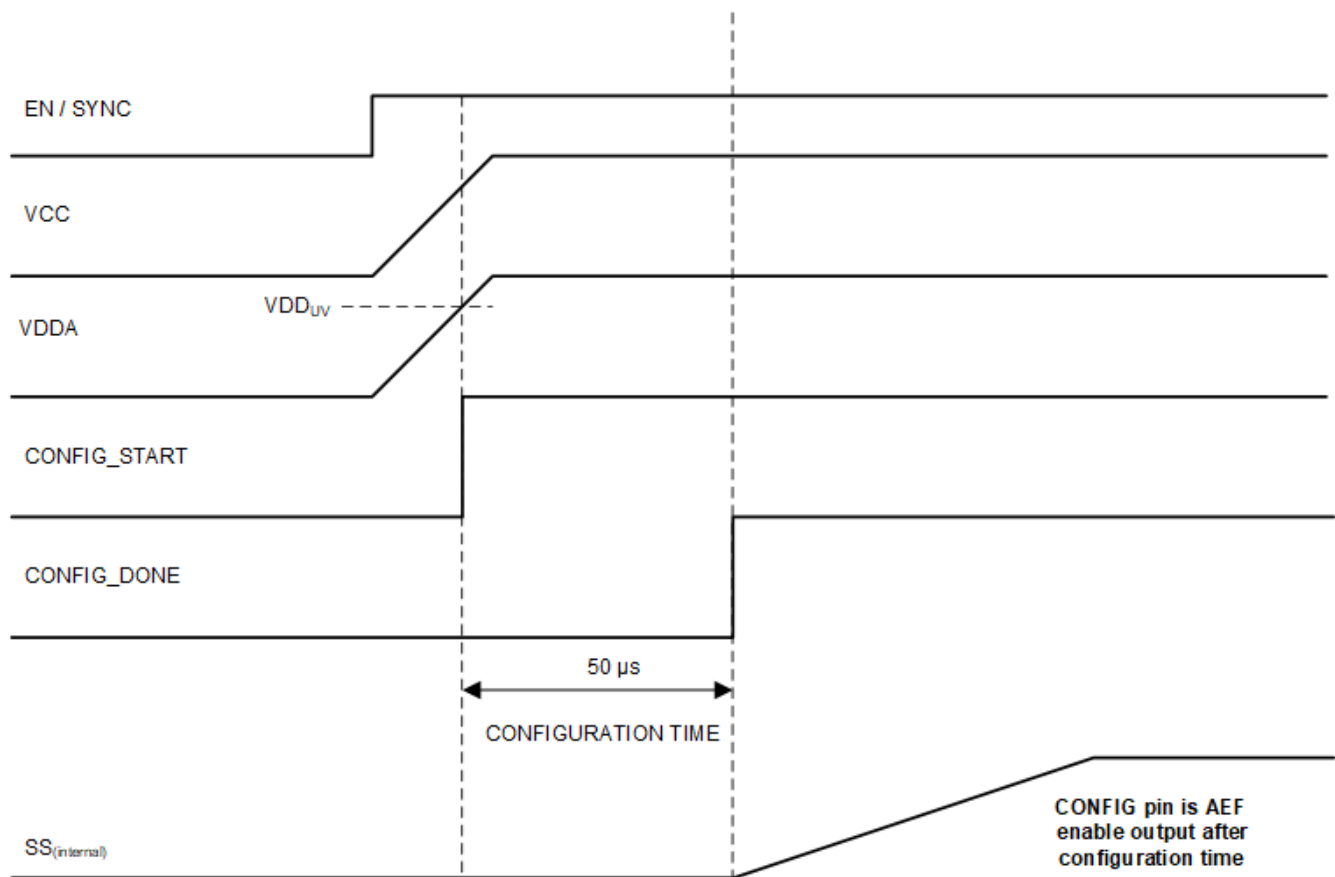 EN / SYNC
VCC
VDD_UV
VDDA
CONFIG_START
CONFIG_DONE
50 µs
CONFIGURATION TIME
CONFIG pin is AEF
enable output after
configuration time
SS(internal)